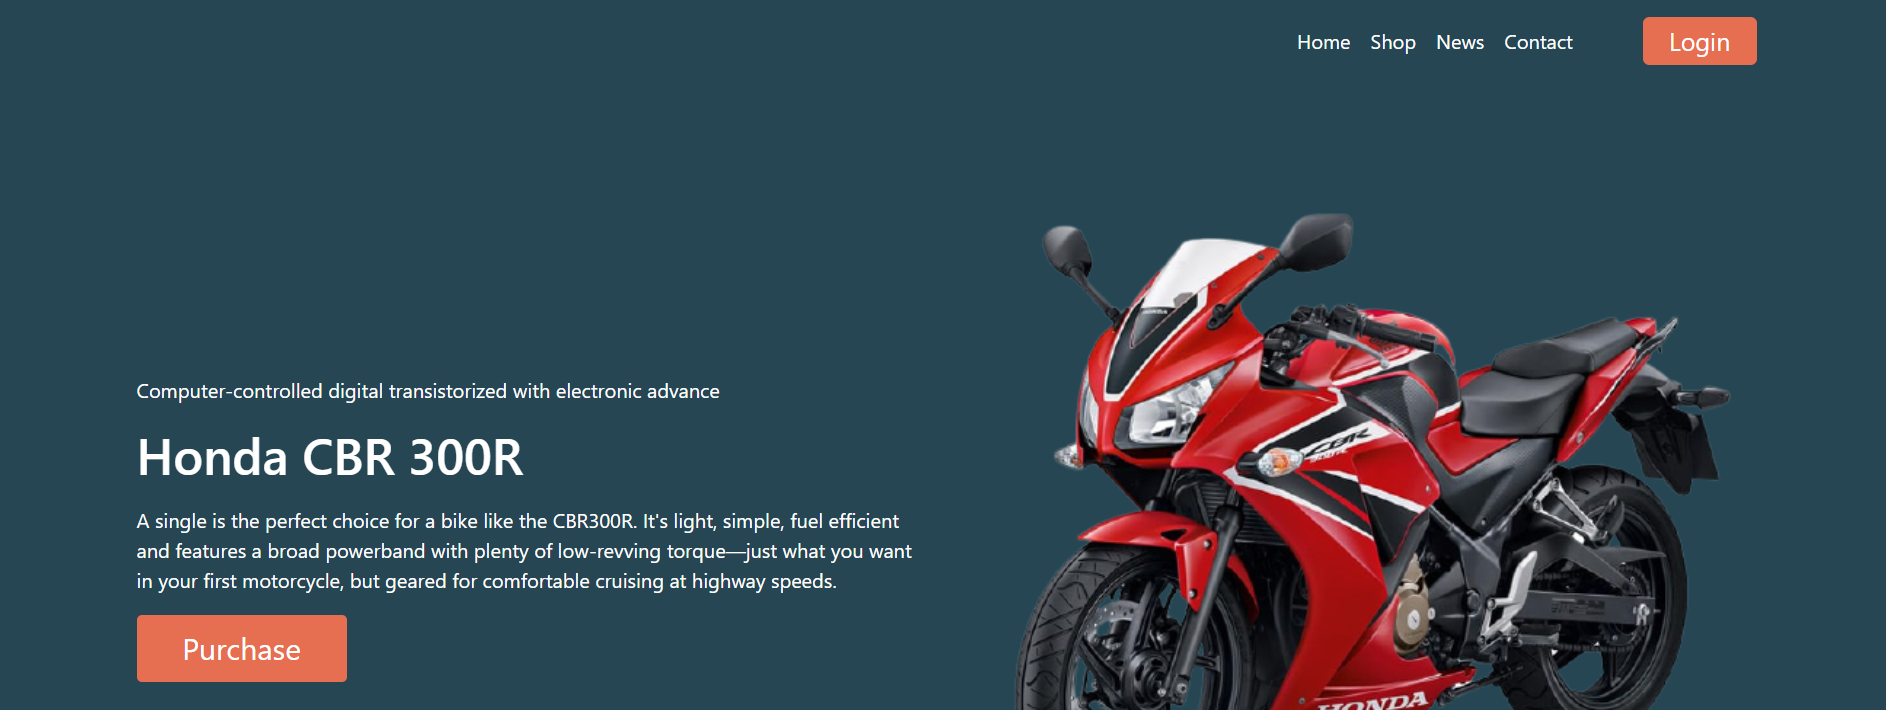 Home Shop News Contact Login
Computer-controlled digital transistorized with electronic advance
Honda CBR 300R
A single is the perfect choice for a bike like the CBR300R. It's light, simple, fuel efficient
and features a broad powerband with plenty of low-revving torque—just what you want
in your first motorcycle, but geared for comfortable cruising at highway speeds.
Purchase
HONDA
CBR
HONDA